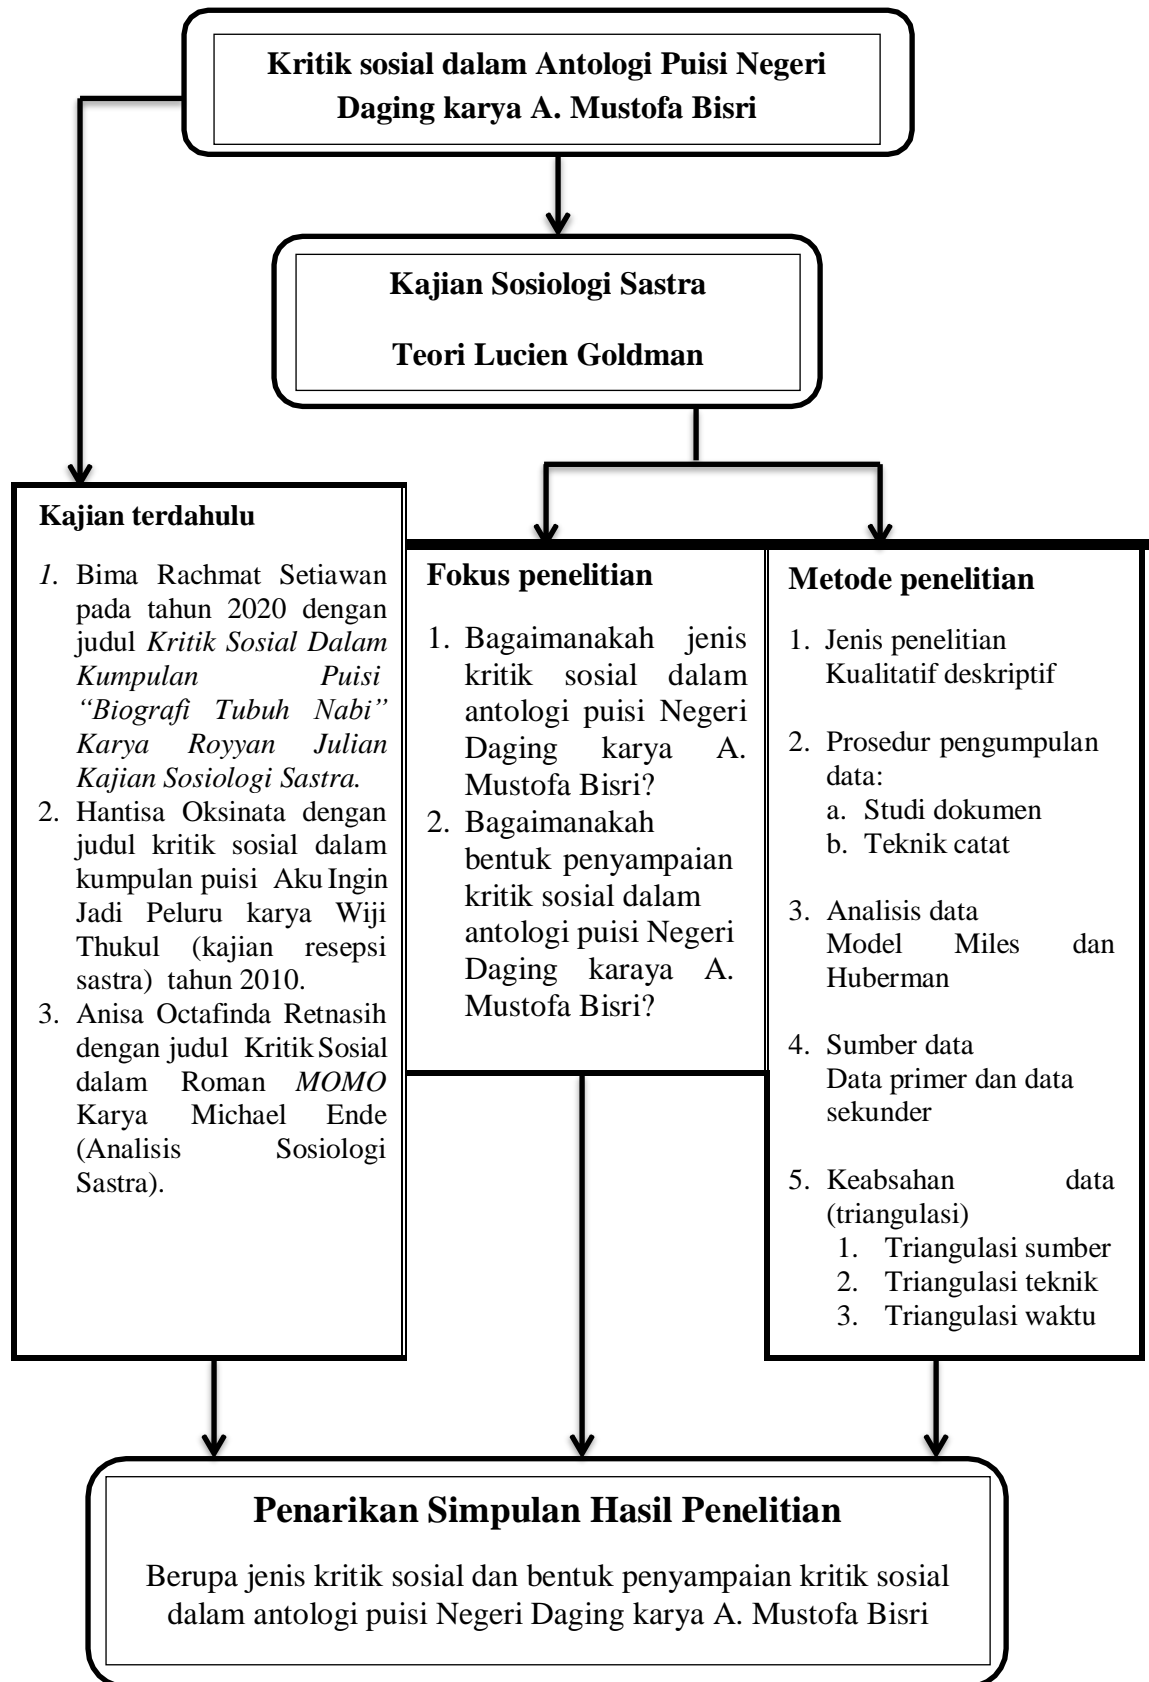 Kritik sosial dalam Antologi Puisi Negeri
Daging karya A. Mustofa Bisri
Kajian Sosiologi Sastra
Teori Lucien Goldman
Kajian terdahulu
1. Bima Rachmat Setiawan
pada tahun 2020 dengan
judul Kritik Sosial Dalam
Kumpulan Puisi
“Biografi Tubuh Nabi”
Karya Royyan Julian
Kajian Sosiologi Sastra.
2. Hantisa Oksinata dengan
judul kritik sosial dalam
kumpulan puisi Aku Ingin
Jadi Peluru karya Wiji
Thukul (kajian resepsi
sastra) tahun 2010.
3. Anisa Octafinda Retnasih
dengan judul Kritik Sosial
dalam Roman MOMO
Karya Michael Ende
(Analisis Sosiologi
Sastra).
Fokus penelitian
1. Bagaimanakah jenis
kritik sosial dalam
antologi puisi Negeri
Daging karya A.
Mustofa Bisri?
2. Bagaimanakah
bentuk penyampaian
kritik sosial dalam
antologi puisi Negeri
Daging karaya A.
Mustofa Bisri?
Metode penelitian
1. Jenis penelitian
Kualitatif deskriptif
2. Prosedur pengumpulan
data:
a. Studi dokumen
b. Teknik catat
3. Analisis data
Model Miles dan
Huberman
4. Sumber data
Data primer dan data
sekunder
5. Keabsahan data
(triangulasi)
1. Triangulasi sumber
2. Triangulasi teknik
3. Triangulasi waktu
Penarikan Simpulan Hasil Penelitian
Berupa jenis kritik sosial dan bentuk penyampaian kritik sosial
dalam antologi puisi Negeri Daging karya A. Mustofa Bisri